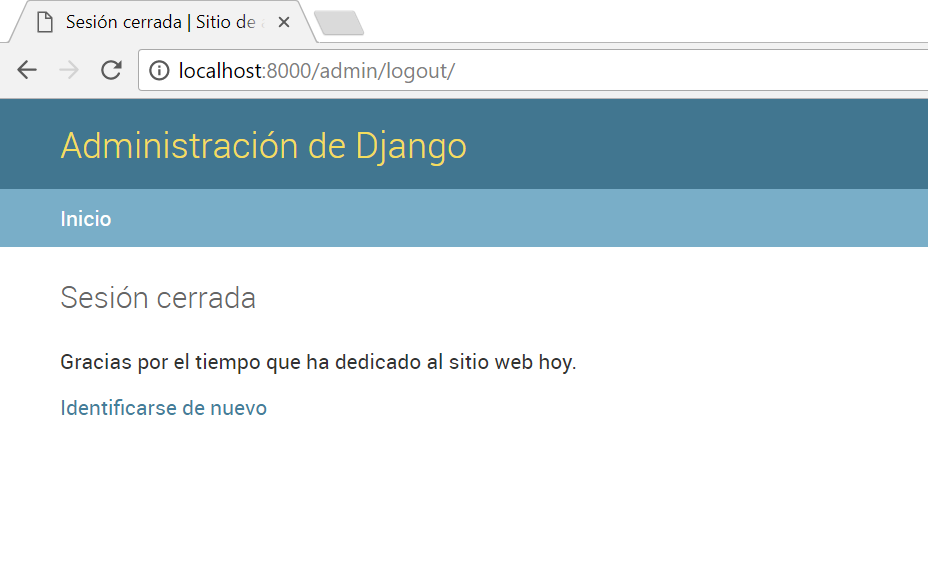 Sesión cerrada | Sitio de
localhost:8000/admin/logout/
Administración de Django
Inicio
Sesión cerrada
Gracias por el tiempo que ha dedicado al sitio web hoy.
Identificarse de nuevo